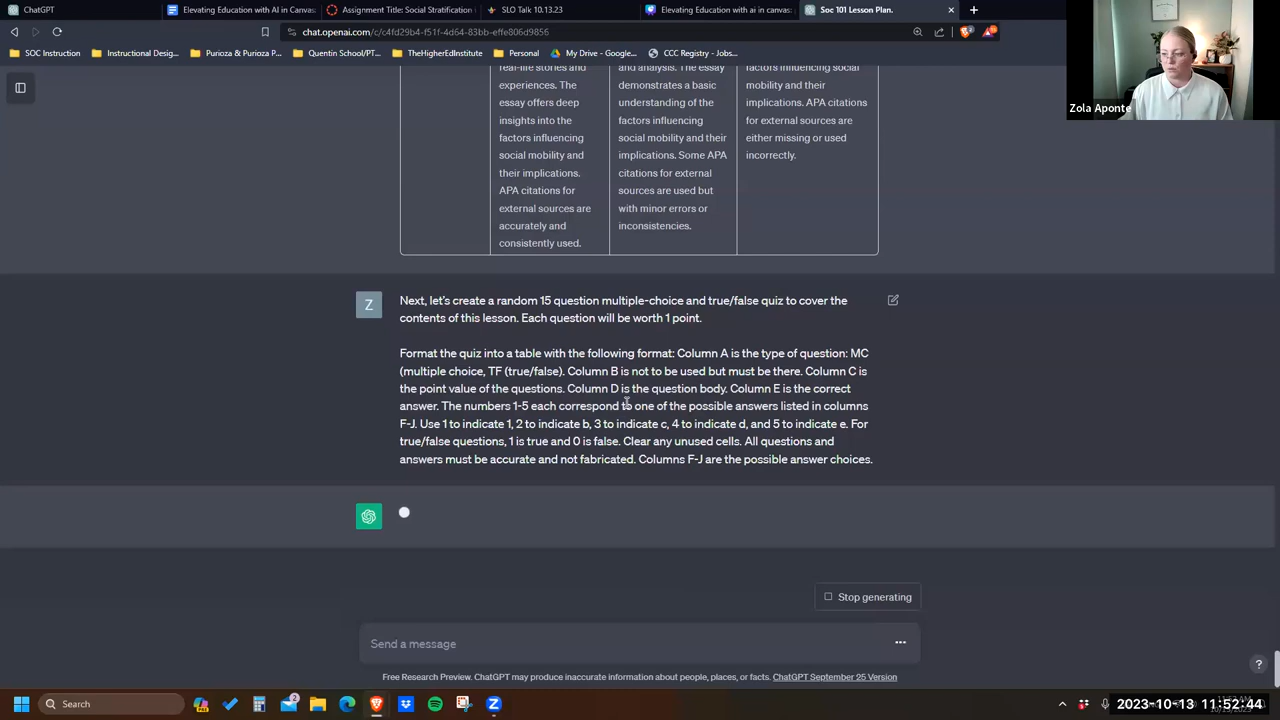 ChatGPT
Elevating Education with AI in Canvas
Assignment Title: Social Stratification
SLO Talk 10.13.23
Elevating Education with ai in canvas:
Soc 101 Lesson Plan.
chat.openai.com/c/c4fd29b4-f51f-4d64-83bb-effe806d9856
SOC Instruction
Instructional Desig...
Purioza & Purioza P...
Quentin School/PT...
TheHigherEdInstitute
Personal
My Drive - Google...
CCC Registry - Jobs...
Zola Aponte
real-life stories and
experiences. The
essay offers deep
insights into the
factors influencing
social mobility and
their implications.
APA citations for
external sources are
accurately and
consistently used.
and analysis. The essay
demonstrates a basic
understanding of the
factors influencing
social mobility and their
implications. Some APA
citations for external
sources are used but
with minor errors or
inconsistencies.
factors influencing social
mobility and their
implications. APA citations
for external sources are
either missing or used
incorrectly.
Z
Next, let's create a random 15 question multiple-choice and true/false quiz to cover the
contents of this lesson. Each question will be worth 1 point.
Format the quiz into a table with the following format: Column A is the type of question: MC
(multiple choice, TF (true/false). Column B is not to be used but must be there. Column C is
the point value of the questions. Column D is the question body. Column E is the correct
answer. The numbers 1-5 each correspond to one of the possible answers listed in columns
F-J. Use 1 to indicate 1, 2 to indicate b, 3 to indicate c, 4 to indicate d, and 5 to indicate e. For
true/false questions, 1 is true and 0 is false. Clear any unused cells. All questions and
answers must be accurate and not fabricated. Columns F-J are the possible answer choices.
Stop generating
Send a message
Free Research Preview. ChatGPT may produce inaccurate information about people, places, or facts. ChatGPT September 25 Version
?
Search
2
2023-10-13 11:52:44